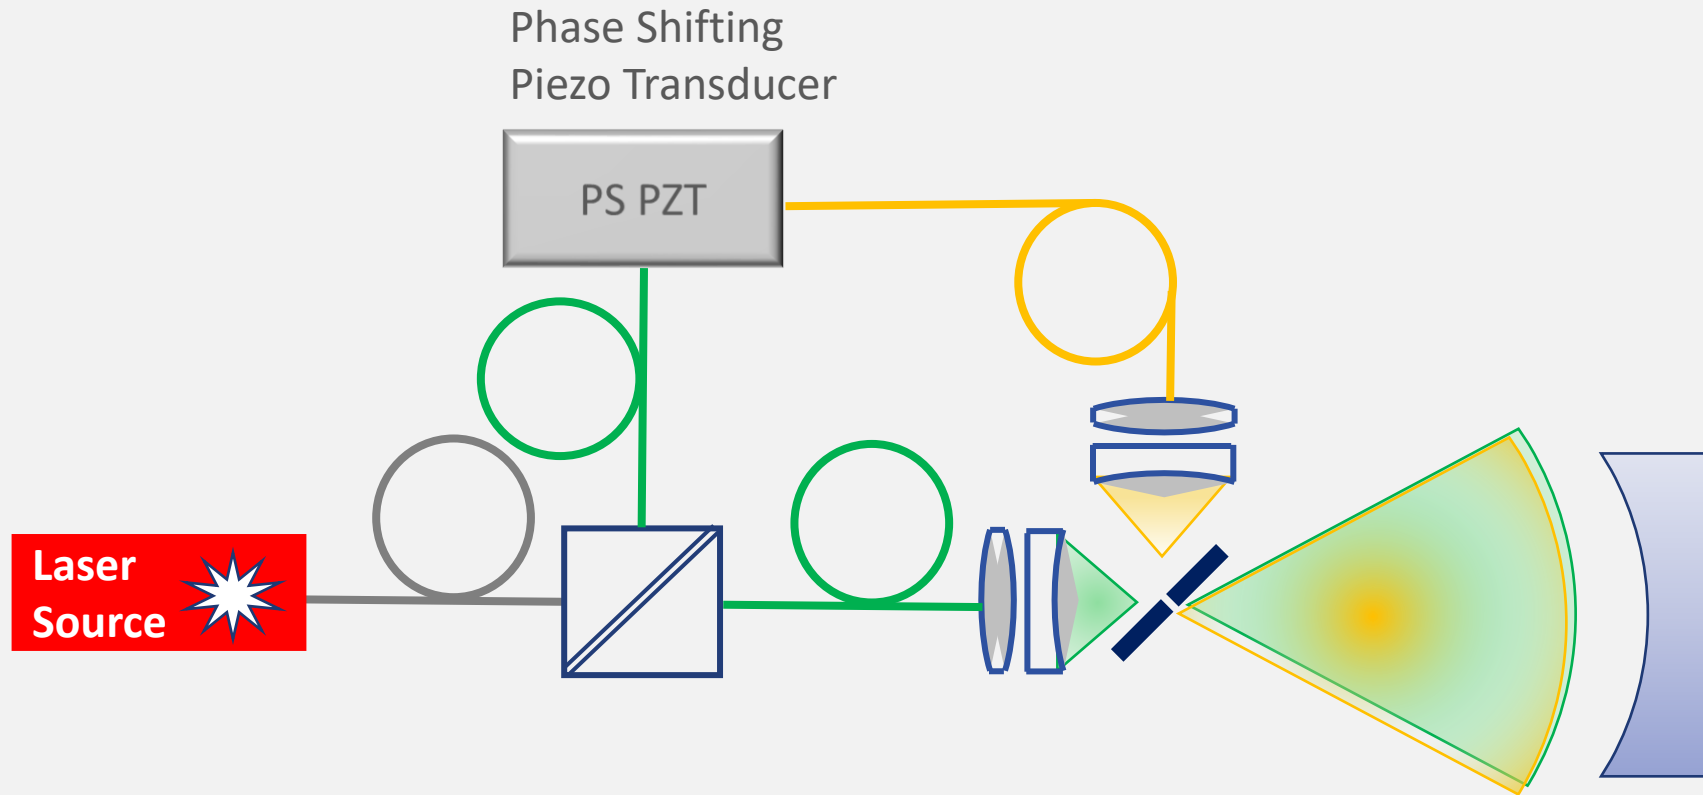 Phase Shifting
Piezo Transducer
PS PZT
Laser
Source